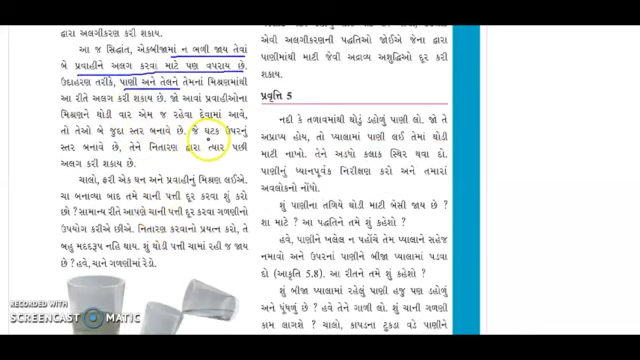 દ્વારા અલગીકરણ કરી શકાય.
આ જ સિદ્ધાંત, એકબીજામાં ન ભળી જાય તેવાં
બે પ્રવાહીને અલગ કરવા માટે પણ વપરાય છે.
ઉદાહરણ તરીકે, પાણી અને તેલને તેમનાં મિશ્રણમાંથી
આ રીતે અલગ કરી શકાય છે. જો આવાં પ્રવાહીઓના
મિશ્રણને થોડી વાર એમ જ રહેવા દેવામાં આવે,
તો તેઓ બે જુદા સ્તર બનાવે છે. જે ઘટક ઉપરનું
સ્તર બનાવે છે, તેને નિતારણ દ્વારા ત્યાર પછી
અલગ કરી શકાય છે.
ચાલો, ફરી એક ઘન અને પ્રવાહીનું મિશ્રણ લઈએ.
ચા બનાવ્યા બાદ તમે ચાની પત્તી દૂર કરવા શું કરો
છો ? સામાન્ય રીતે આપણે ચાની પત્તી દૂર કરવા ગળણીનો
ઉપયોગ કરીએ છીએ. નિતારણ કરવાનો પ્રયત્ન કરો, તે
બહુ મદદરૂપ નહિ થાય. શું થોડી પત્તી ચામાં રહી જ જાય
છે ? હવે, ચાને ગળણીમાં રેડો.
RECORDED WITH
SCREENCAST MATIC
એવી અલગીકરણની પદ્ધતિઓ જોઈએ જેના દ્વારા
પાણીમાંથી માટી જેવી અદ્રાવ્ય અશુદ્ધિઓ દૂર કરી
શકાય.
પ્રવૃત્તિ 5
નદી કે તળાવમાંથી થોડું ડહોળું પાણી લો. જો તે
અપ્રાપ્ય હોય, તો પ્યાલામાં પાણી લઈ તેમાં થોડી
માટી નાખો. તેને અડધો કલાક સ્થિર થવા દો.
પાણીનું ધ્યાનપૂર્વક નિરીક્ષણ કરો અને તમારાં
અવલોકનો નોંધો.
શું પાણીના તળિયે થોડી માટી બેસી જાય છે ?
શા માટે ? આ પદ્ધતિને તમે શું કહેશો ?
હવે, પાણીને ખલેલ ન પહોંચે તેમ પ્યાલાને સહેજ
નમાવો અને ઉપરનાં પાણીને બીજા પ્યાલામાં પડવા
દો (આકૃતિ 5.8). આ રીતને તમે શું કહેશો ?
શું બીજા પ્યાલામાં રહેલું પાણી હજુ પણ ડહોળું
અને ધૂંધળું છે ? હવે તેને ગાળી લો. શું ચાની ગળણી
કામ લાગશે ? ચાલો, કાપડના ટુકડા વડે પાણીને